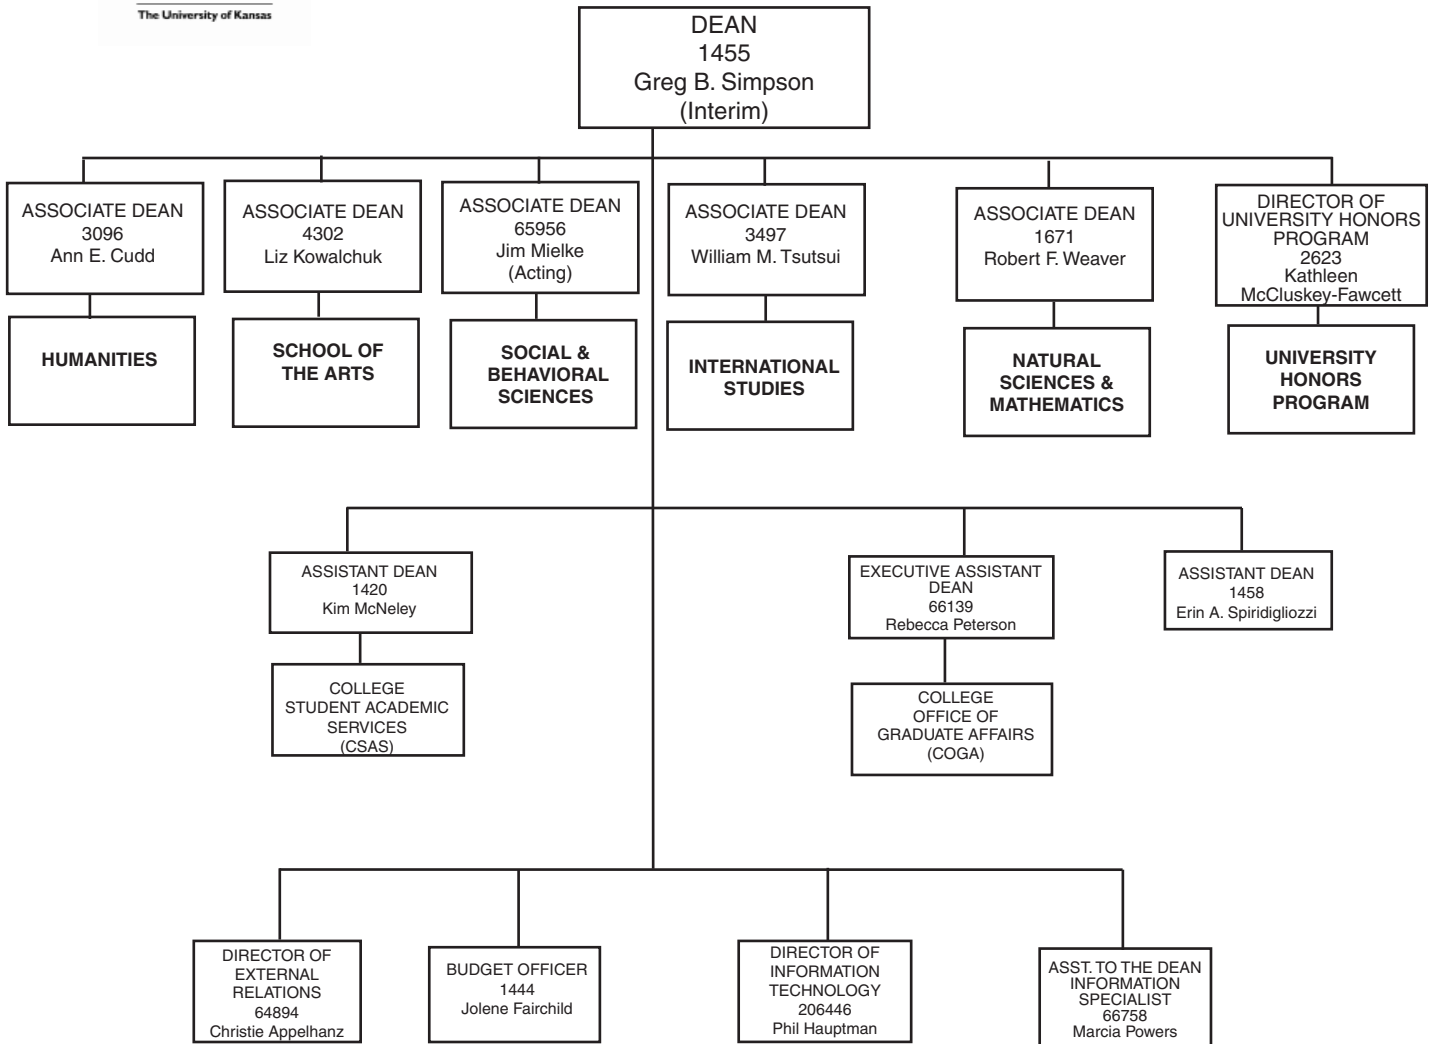 The University of Kansas
DEAN
1455
Greg B. Simpson
(Interim)
ASSOCIATE DEAN
3096
Ann E. Cudd
ASSOCIATE DEAN
4302
Liz Kowalchuk
ASSOCIATE DEAN
65956
Jim Mielke
(Acting)
ASSOCIATE DEAN
3497
William M. Tsutsui
ASSOCIATE DEAN
1671
Robert F. Weaver
DIRECTOR OF
UNIVERSITY HONORS
PROGRAM
2623
Kathleen
McCluskey-Fawcett
HUMANITIES
SCHOOL OF
THE ARTS
SOCIAL &
BEHAVIORAL
SCIENCES
INTERNATIONAL
STUDIES
NATURAL
SCIENCES &
MATHEMATICS
UNIVERSITY
HONORS
PROGRAM
ASSISTANT DEAN
1420
Kim McNeley
EXECUTIVE ASSISTANT
DEAN
66139
Rebecca Peterson
ASSISTANT DEAN
1458
Erin A. Spiridigliozzi
COLLEGE
STUDENT ACADEMIC
SERVICES
(CSAS)
COLLEGE
OFFICE OF
GRADUATE AFFAIRS
(COGA)
DIRECTOR OF
EXTERNAL
RELATIONS
64894
Christie Appelhanz
BUDGET OFFICER
1444
Jolene Fairchild
DIRECTOR OF
INFORMATION
TECHNOLOGY
206446
Phil Hauptman
ASST. TO THE DEAN
INFORMATION
SPECIALIST
66758
Marcia Powers